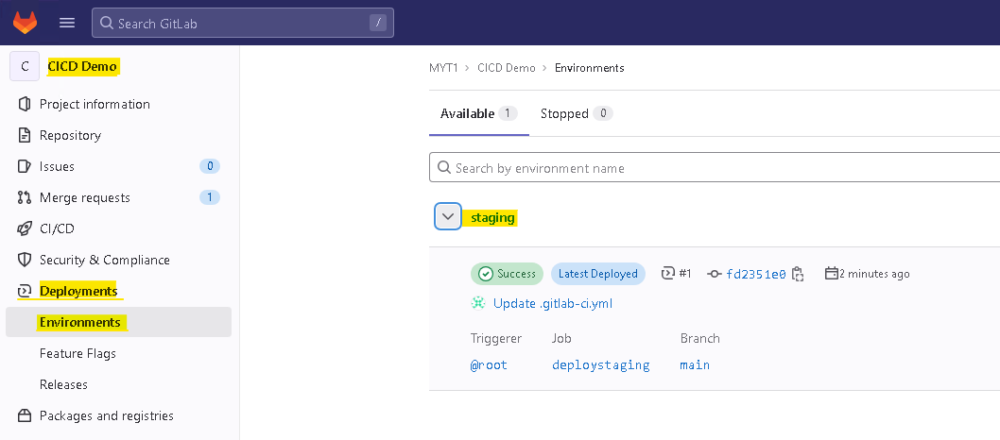 Search GitLab /
C CICD Demo
Project information
Repository
Issues 0
Merge requests 1
CI/CD
Security & Compliance
Deployments
Environments
Feature Flags
Releases
Packages and registries
MYT1 > CICD Demo > Environments
Available 1 Stopped 0
Search by environment name
staging
Success Latest Deployed #1 fd2351e0 2 minutes ago
Update .gitlab-ci.yml
Triggerer Job Branch
@root deploystaging main